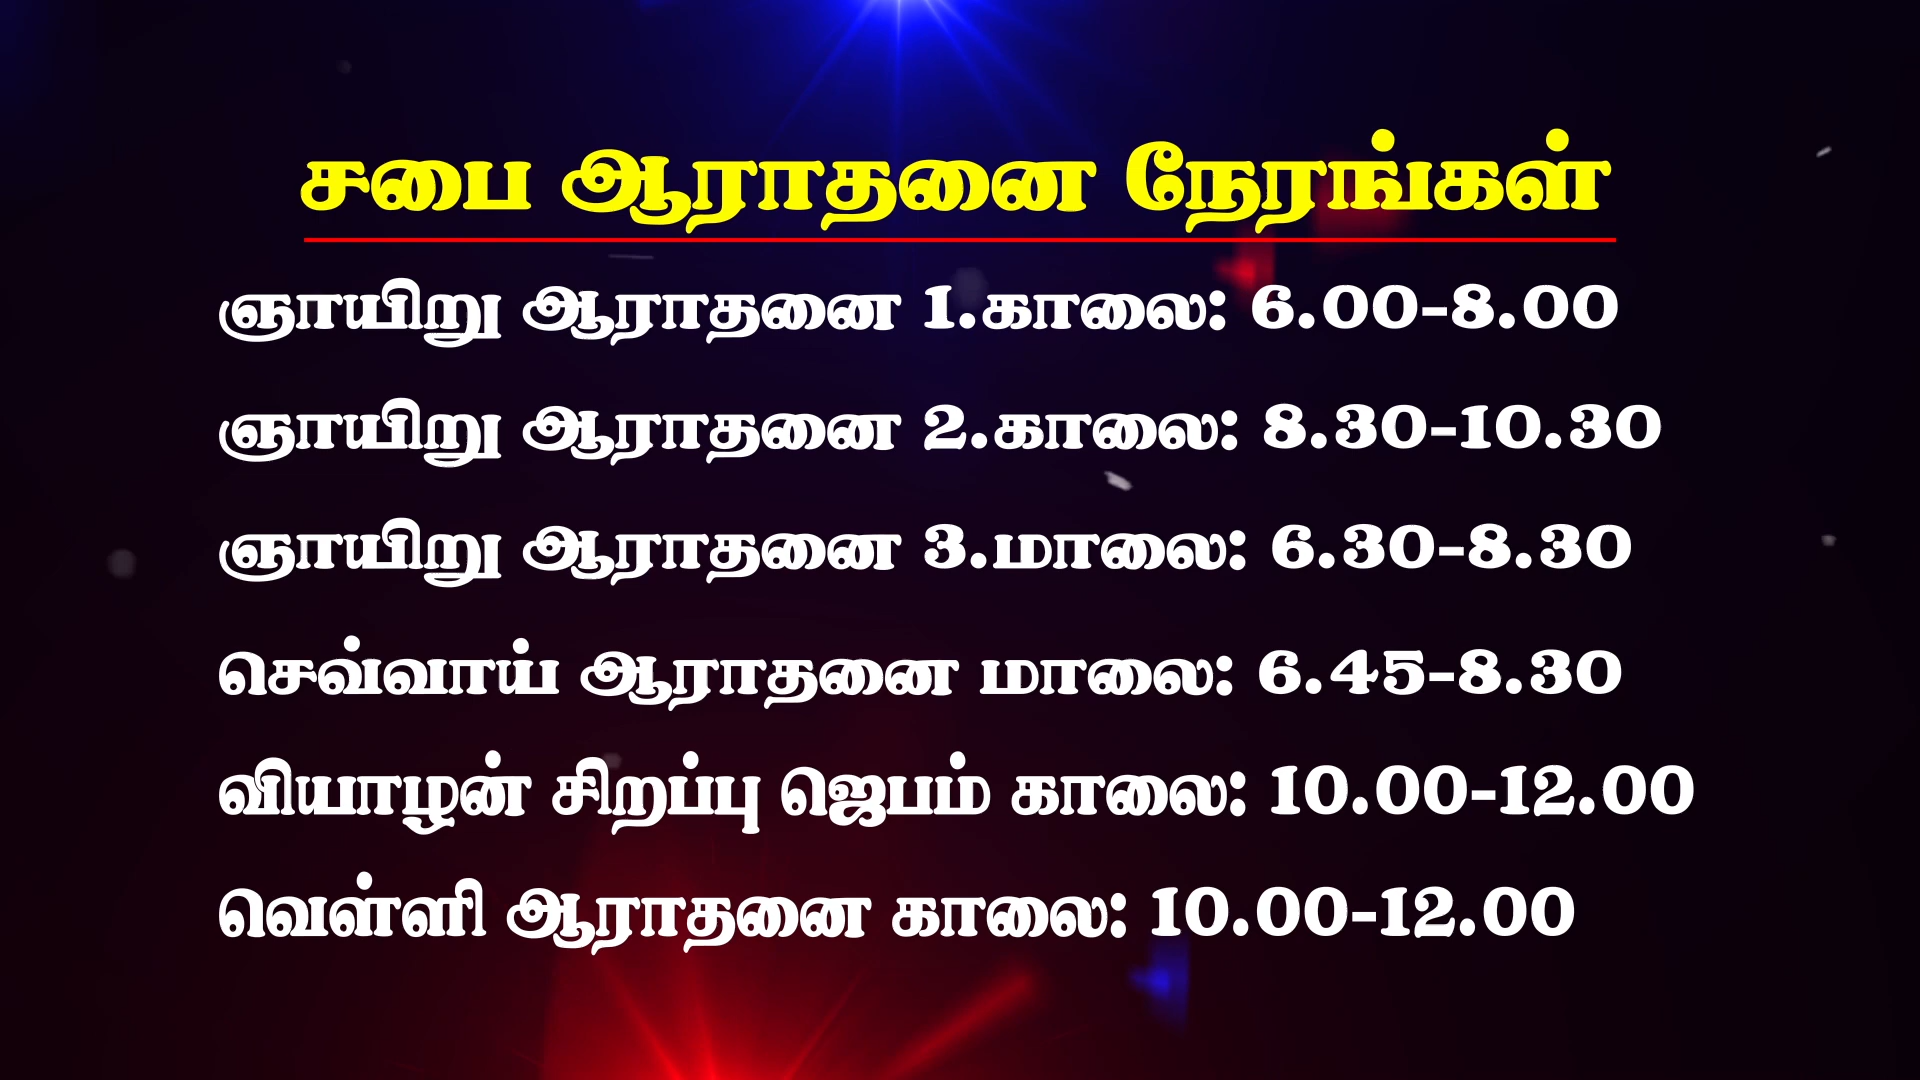 சபை ஆராதனை நேரங்கள்
ஞாயிறு ஆராதனை 1.காலை: 6.00-8.00
ஞாயிறு ஆராதனை 2.காலை: 8.30-10.30
ஞாயிறு ஆராதனை 3.மாலை: 6.30-8.30
செவ்வாய் ஆராதனை மாலை: 6.45-8.30
வியாழன் சிறப்பு ஜெபம் காலை: 10.00-12.00
வெள்ளி ஆராதனை காலை: 10.00-12.00